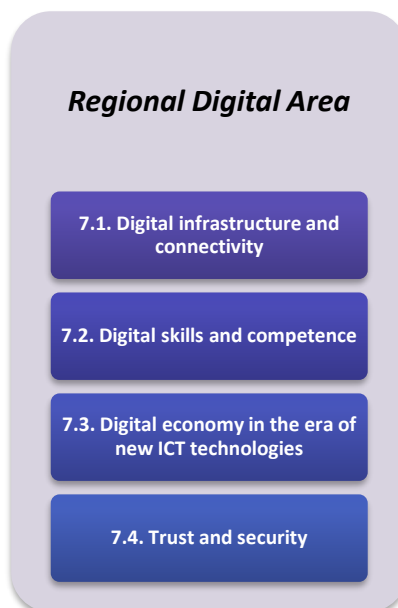 Regional Digital Area
7.1. Digital infrastructure and
connectivity
7.2. Digital skills and competence
7.3. Digital economy in the era of
new ICT technologies
7.4. Trust and security